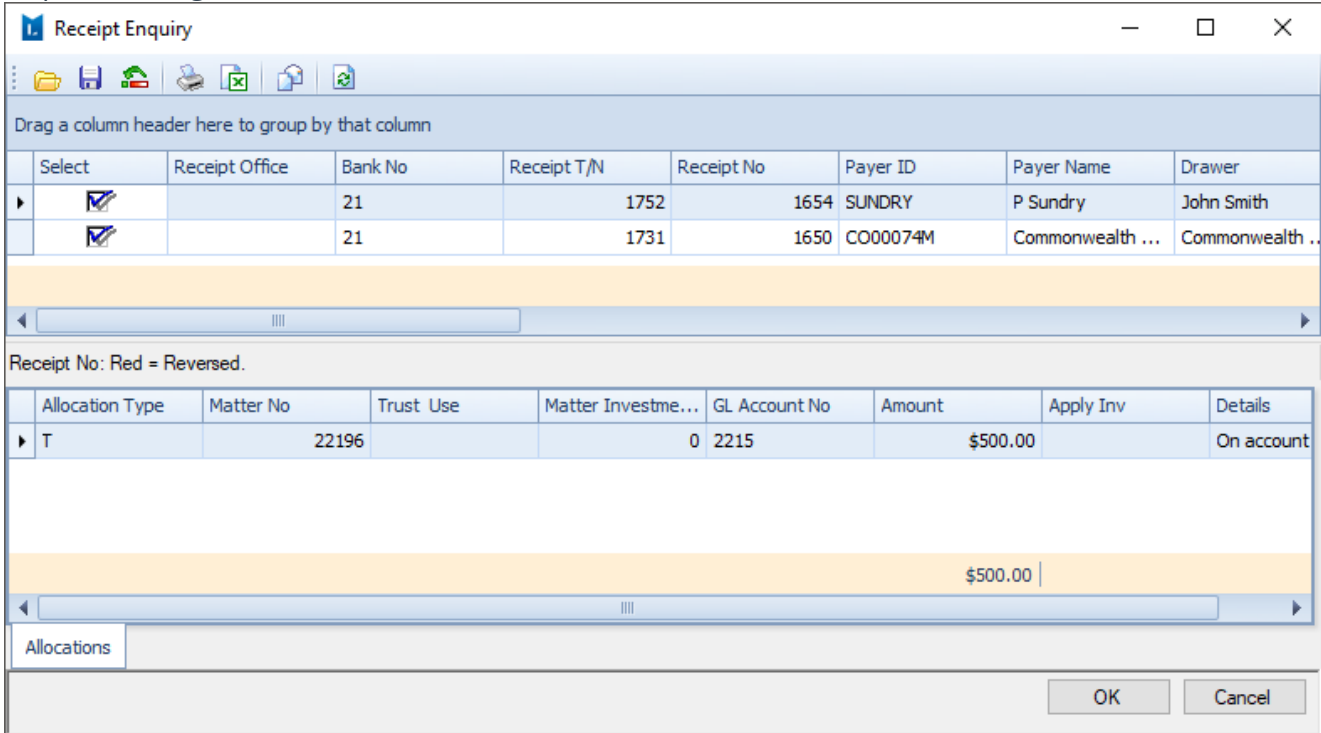 Receipt Enquiry
Drag a column header here to group by that column
Select Receipt Office Bank No Receipt T/N Receipt No Payer ID Payer Name Drawer
21 1752 1654 SUNDRY P Sundry John Smith
21 1731 1650 CO00074M Commonwealth ... Commonwealth ..
Receipt No: Red = Reversed.
Allocation Type Matter No Trust Use Matter Investme... GL Account No Amount Apply Inv Details
T 22196 0 2215 $500.00 On account
$500.00
Allocations
OK Cancel